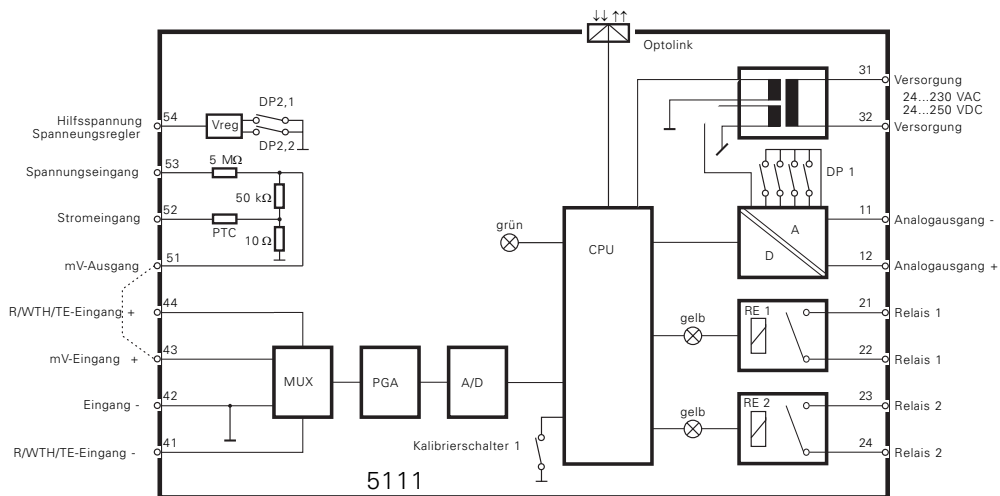 ↓↓ ↑↑
Optolink
54
Hilfsspannung
Spanneungsregler
Vreg
DP2,1
DP2,2
53
Spannungseingang
5 MΩ
50 kΩ
52
Stromeingang
PTC
10 Ω
51
mV-Ausgang
44
R/WTH/TE-Eingang +
43
mV-Eingang +
42
Eingang -
41
R/WTH/TE-Eingang -
MUX
PGA
A/D
Kalibrierschalter 1
5111
grün
CPU
31
Versorgung
24...230 VAC
24...250 VDC
32
Versorgung
DP 1
A
D
11
Analogausgang -
12
Analogausgang +
gelb
RE 1
21
Relais 1
22
Relais 1
gelb
RE 2
23
Relais 2
24
Relais 2